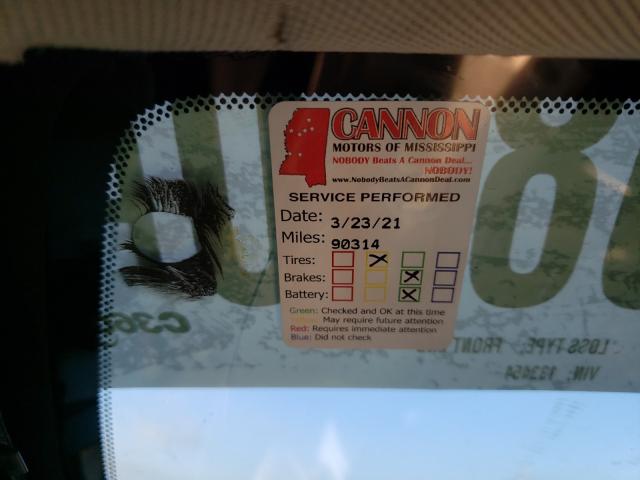 CANNON
MOTORS OF MISSISSIPPI
NOBODY Beats A Cannon Deal...
NOBODY!
www.NobodyBeatsACannonDeal.com
SERVICE PERFORMED
Date: 3/23/21
Miles: 90314
Tires:
Brakes:
Battery:
Green: Checked and OK at this time
Yellow: May require future attention
Red: Requires immediate attention
Blue: Did not check
LOSS TYPE: FRONT
VIN: